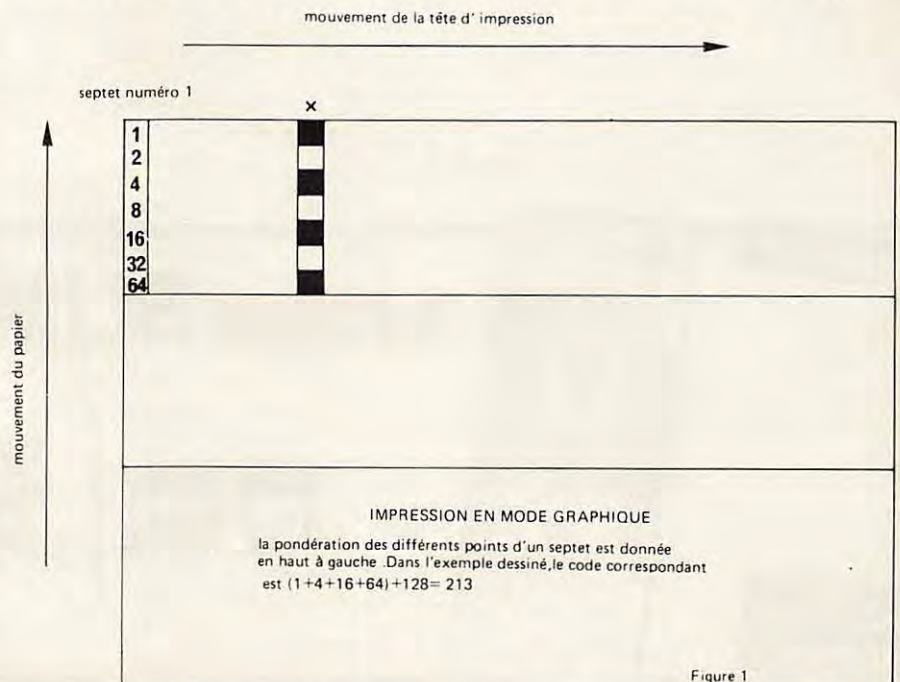 mouvement de la tête d' impression
septet numéro 1
x
1
2
4
8
16
32
64
mouvement du papier
IMPRESSION EN MODE GRAPHIQUE
la pondération des différents points d'un septet est donnée
en haut à gauche .Dans l'exemple dessiné,le code correspondant
est (1+4+16+64)+128= 213
Figure 1